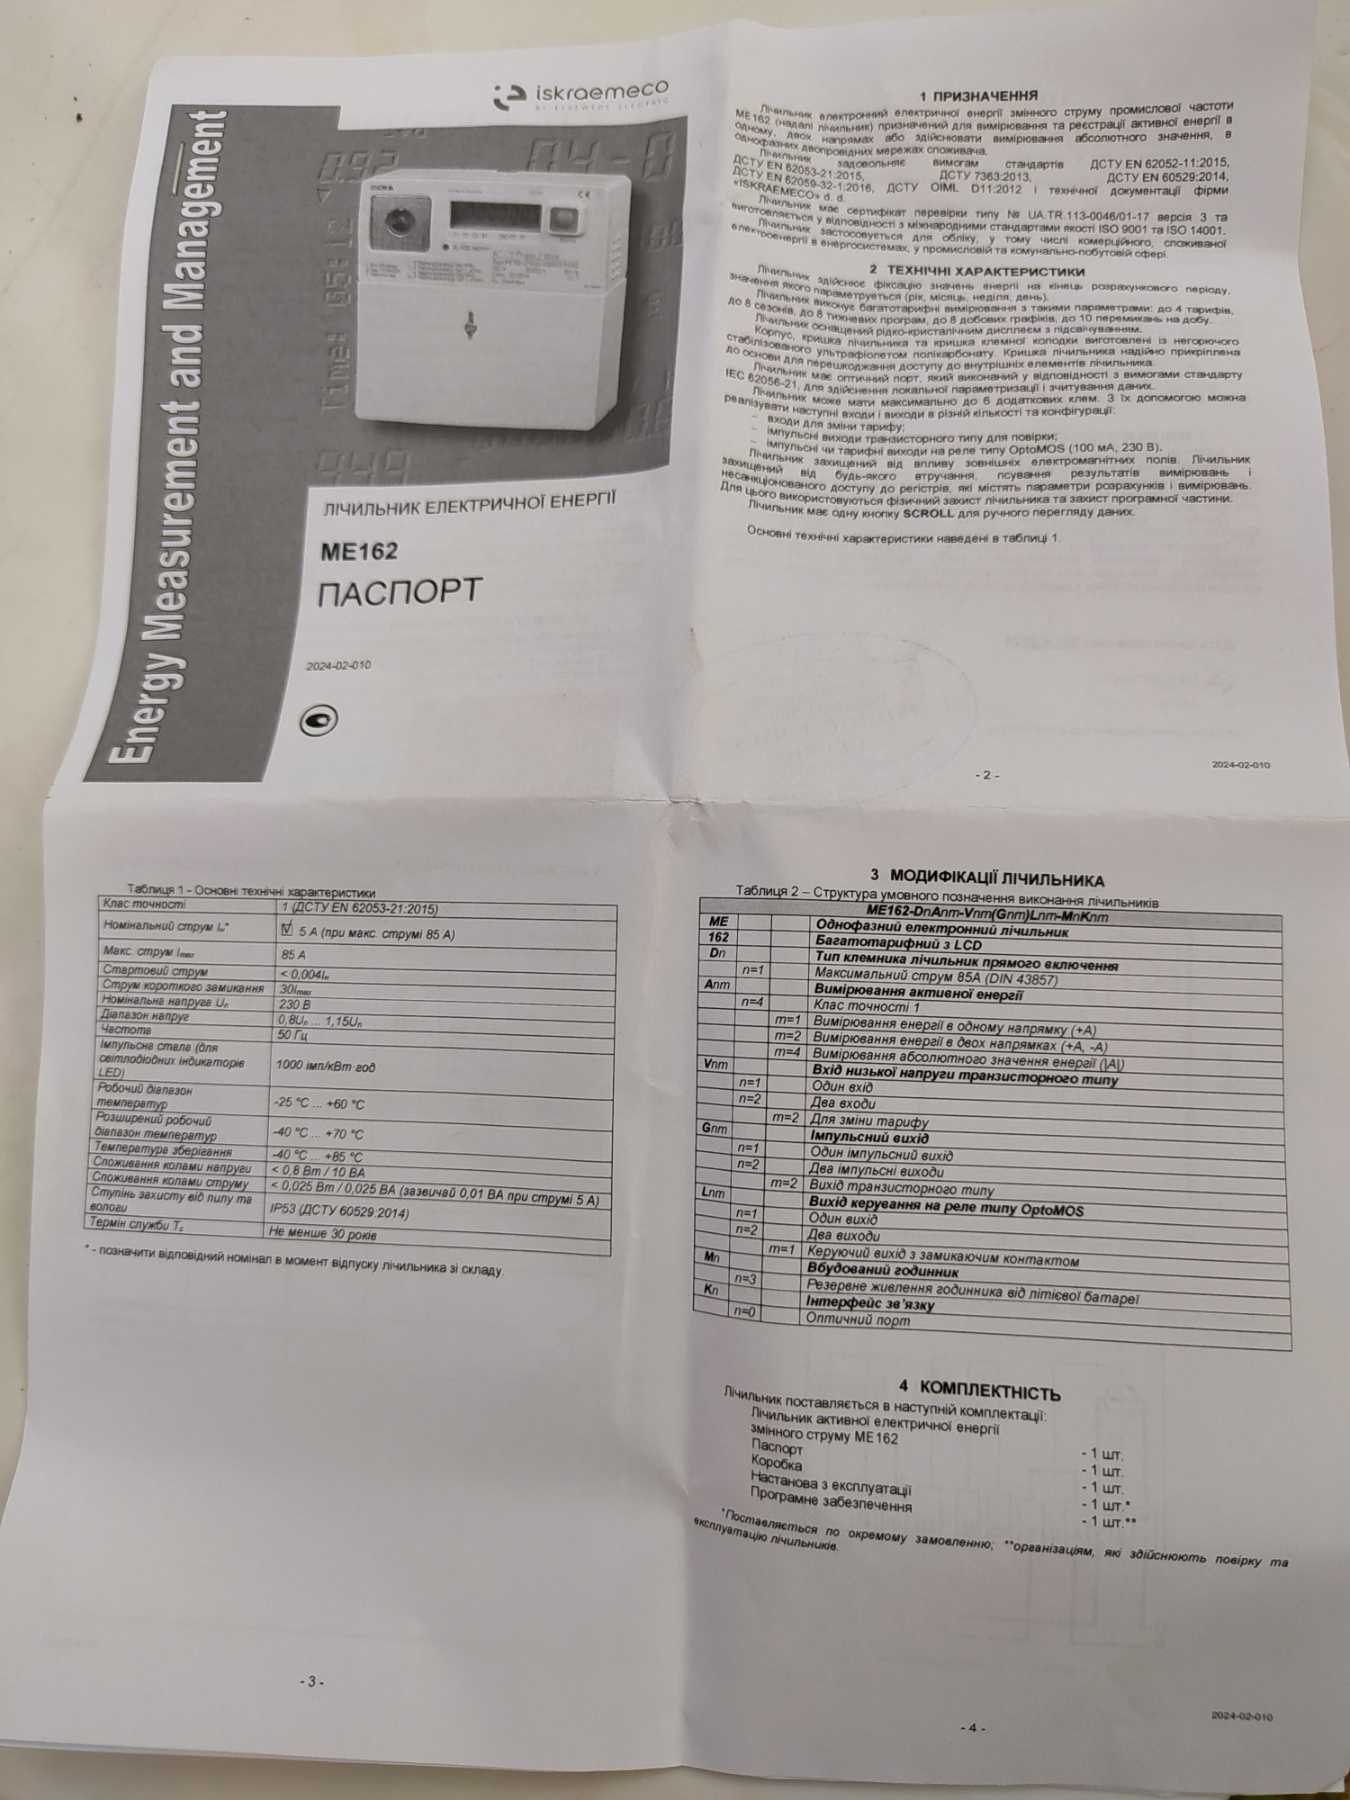 iskraemeco
Energy Measurement and Management
ЛІЧИЛЬНИК ЕЛЕКТРИЧНОЇ ЕНЕРГІЇ
ME162
ПАСПОРТ
2024-02-010
1 ПРИЗНАЧЕННЯ
Лічильник електронний електричної енергії змінного струму промислової частоти
ME162 (надалі лічильник) призначений для вимірювання та реєстрації активної енергії в
одному, двох напрямах або здійснювати вимірювання абсолютного значення, в
однофазних двопровідних мережах споживача.
Лічильник задовольняє вимогам стандартів ДСТУ EN 62052-11:2015,
ДСТУ EN 62053-21:2015, ДСТУ 7363:2013, ДСТУ EN 60529:2014,
ДСТУ EN 62059-32-1:2016, ДСТУ OIML D11:2012 і технічної документації фірми
«ISKRAEMECO» d. d.
Лічильник має сертифікат перевірки типу № UA.TR.113-0046/01-17 версія 3 та
виготовляється у відповідності з міжнародними стандартами якості ISO 9001 та ISO 14001.
Лічильник застосовується для обліку, у тому числі комерційного, споживаної
електроенергії в енергосистемах, у промисловій та комунально-побутовій сфері.
2 ТЕХНІЧНІ ХАРАКТЕРИСТИКИ
Лічильник здійснює фіксацію значень енергії на кінець розрахункового періоду,
значення якого параметруется (рік, місяць, неділя, день).
Лічильник виконує багатотарифні вимірювання з такими параметрами: до 4 тарифів,
до 8 сезонів, до 8 тижневих програм, до 8 добових графіків, до 10 перемикань на добу.
Лічильник оснащений рідко-кристалічним дисплеєм з підсвічуванням.
Корпус, кришка лічильника та кришка клемної колодки виготовлені із негорючого
стабілізованого ультрафіолетом полікарбонату. Кришка лічильника надійно прикріплена
до основи для перешкоджання доступу до внутрішніх елементів лічильника.
Лічильник має оптичний порт, який виконаний у відповідності з вимогами стандарту
IEC 62056-21, для здійснення локальної параметризації і зчитування даних.
Лічильник може мати максимально до 6 додаткових клем. З їх допомогою можна
реалізувати наступні входи і виходи в різній кількості та конфігурації:
– входи для зміни тарифу;
– імпульсні виходи транзисторного типу для повірки;
– імпульсні чи тарифні виходи на реле типу OptoMOS (100 мА, 230 В).
Лічильник захищений від впливу зовнішніх електромагнітних полів. Лічильник
захищений від будь-якого втручання, псування результатів вимірювань і
несанкціонованого доступу до регістрів, які містять параметри розрахунків і вимірювань.
Для цього використовуються фізичний захист лічильника та захист програмної частини.
Лічильник має одну кнопку SCROLL для ручного перегляду даних.
Основні технічні характеристики наведені в таблиці 1.
- 2 -
2024-02-010
Таблиця 1 - Основні технічні характеристики
Клас точності 1 (ДСТУ EN 62053-21:2015)
Номінальний струм Iн* ☑ 5 А (при макс. струмі 85 А)
Макс. струм Imax 85 А
Стартовий струм < 0,004Iн
Струм короткого замикання 30Imax
Номінальна напруга Un 230 В
Діапазон напруг 0,8Un ... 1,15Un
Частота 50 Гц
Імпульсна стала (для
світлодіодних індикаторів
LED) 1000 імп/кВт·год
Робочий діапазон
температур -25 °C ... +60 °C
Розширений робочий
діапазон температур -40 °C ... +70 °C
Температура зберігання -40 °C ... +85 °C
Споживання колами напруги < 0,8 Вт / 10 ВА
Споживання колами струму < 0,025 Вт / 0,025 ВА (зазвичай 0,01 ВА при струмі 5 А)
Ступінь захисту від пилу та
вологи IP53 (ДСТУ 60529:2014)
Термін служби Tс Не менше 30 років
* - позначити відповідний номінал в момент відпуску лічильника зі складу.
- 3 -
3 МОДИФІКАЦІЇ ЛІЧИЛЬНИКА
Таблиця 2 – Структура умовного позначення виконання лічильників
ME162-DnAnm-Vnm(Gnm)Lnm-MnKnm
ME Однофазний електронний лічильник
162 Багатотарифний з LCD
Dn Тип клемника лічильник прямого включення
n=1 Максимальний струм 85А (DIN 43857)
Anm Вимірювання активної енергії
n=4 Клас точності 1
m=1 Вимірювання енергії в одному напрямку (+A)
m=2 Вимірювання енергії в двох напрямках (+A, -A)
m=4 Вимірювання абсолютного значення енергії (|A|)
Vnm Вхід низької напруги транзисторного типу
n=1 Один вхід
n=2 Два входи
m=2 Для зміни тарифу
Gnm Імпульсний вихід
n=1 Один імпульсний вихід
n=2 Два імпульсні виходи
m=2 Вихід транзисторного типу
Lnm Вихід керування на реле типу OptoMOS
n=1 Один вихід
n=2 Два виходи
m=1 Керуючий вихід з замикаючим контактом
Mn Вбудований годинник
n=3 Резервне живлення годинника від літієвої батареї
Kn Інтерфейс зв'язку
n=0 Оптичний порт
4 КОМПЛЕКТНІСТЬ
Лічильник поставляється в наступній комплектації:
Лічильник активної електричної енергії
змінного струму ME162 - 1 шт.
Паспорт - 1 шт.
Коробка - 1 шт.
Настанова з експлуатації - 1 шт.*
Програмне забезпечення - 1 шт.**
*Поставляється по окремому замовленню; **організаціям, які здійснюють повірку та
експлуатацію лічильників.
- 4 -
2024-02-010